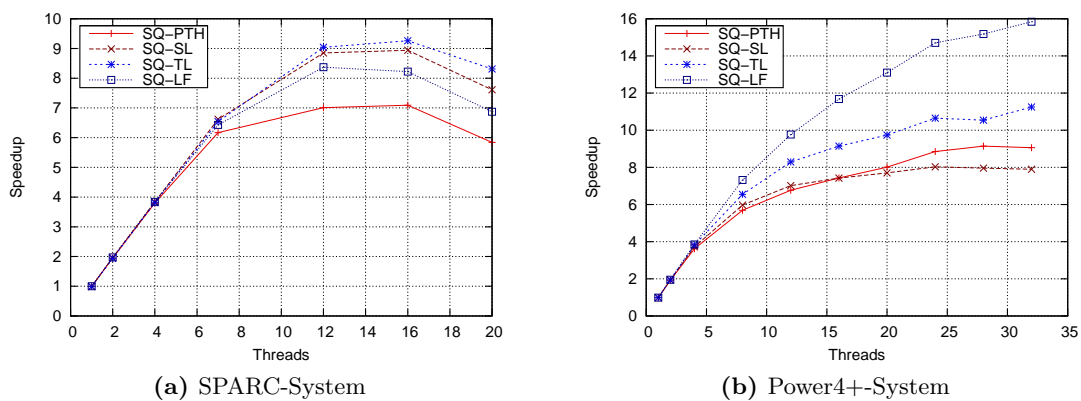 10
9
8
7
6
5
4
3
2
1
0
Speedup
SQ-PTH
SQ-SL
SQ-TL
SQ-LF
0 2 4 6 8 10 12 14 16 18 20
Threads
(a) SPARC-System
16
14
12
10
8
6
4
2
0
Speedup
SQ-PTH
SQ-SL
SQ-TL
SQ-LF
0 5 10 15 20 25 30 35
Threads
(b) Power4+-System